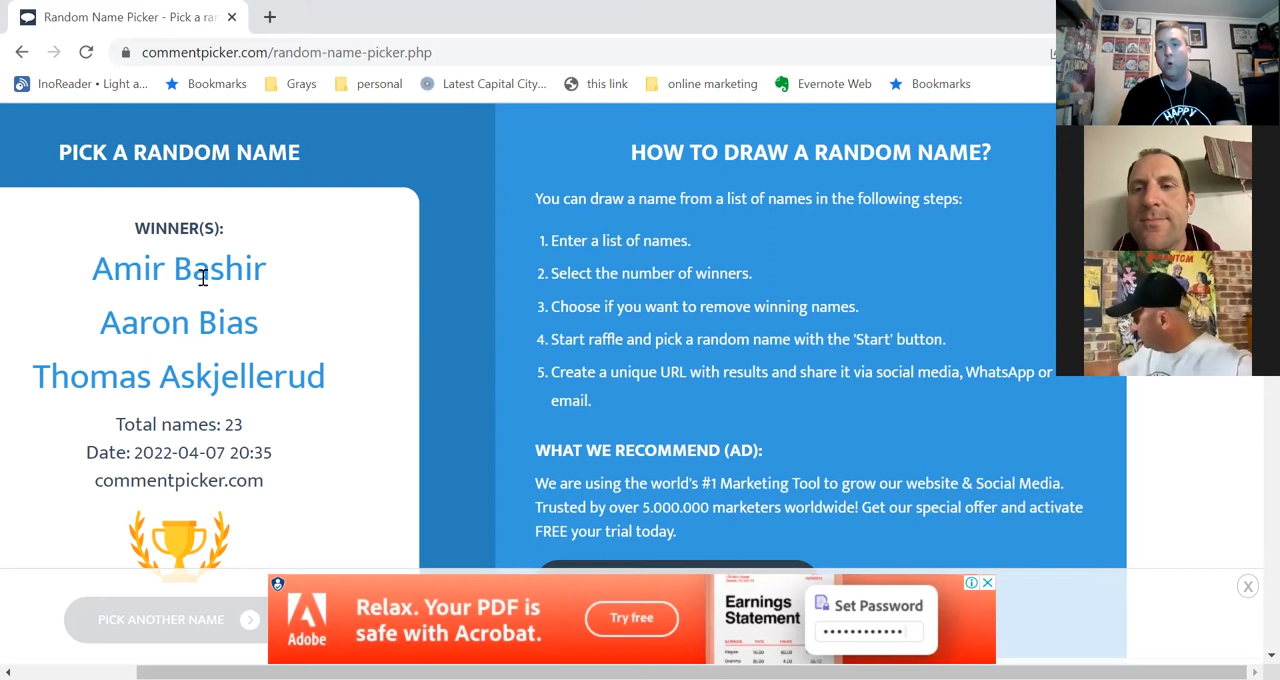 Random Name Picker - Pick a ran
commentpicker.com/random-name-picker.php
InoReader • Light a...
Bookmarks
Grays
personal
Latest Capital City...
this link
online marketing
Evernote Web
Bookmarks
PICK A RANDOM NAME
WINNER(S):
Amir Bashir
Aaron Bias
Thomas Askjellerud
Total names: 23
Date: 2022-04-07 20:35
commentpicker.com
PICK ANOTHER NAME
HOW TO DRAW A RANDOM NAME?
You can draw a name from a list of names in the following steps:
1. Enter a list of names.
2. Select the number of winners.
3. Choose if you want to remove winning names.
4. Start raffle and pick a random name with the 'Start' button.
5. Create a unique URL with results and share it via social media, WhatsApp or
email.
WHAT WE RECOMMEND (AD):
We are using the world's #1 Marketing Tool to grow our website & Social Media.
Trusted by over 5.000.000 marketers worldwide! Get our special offer and activate
FREE your trial today.
HAPPY
PHANTOM
Adobe
Relax. Your PDF is
safe with Acrobat.
Try free
Earnings
Statement
Set Password
X